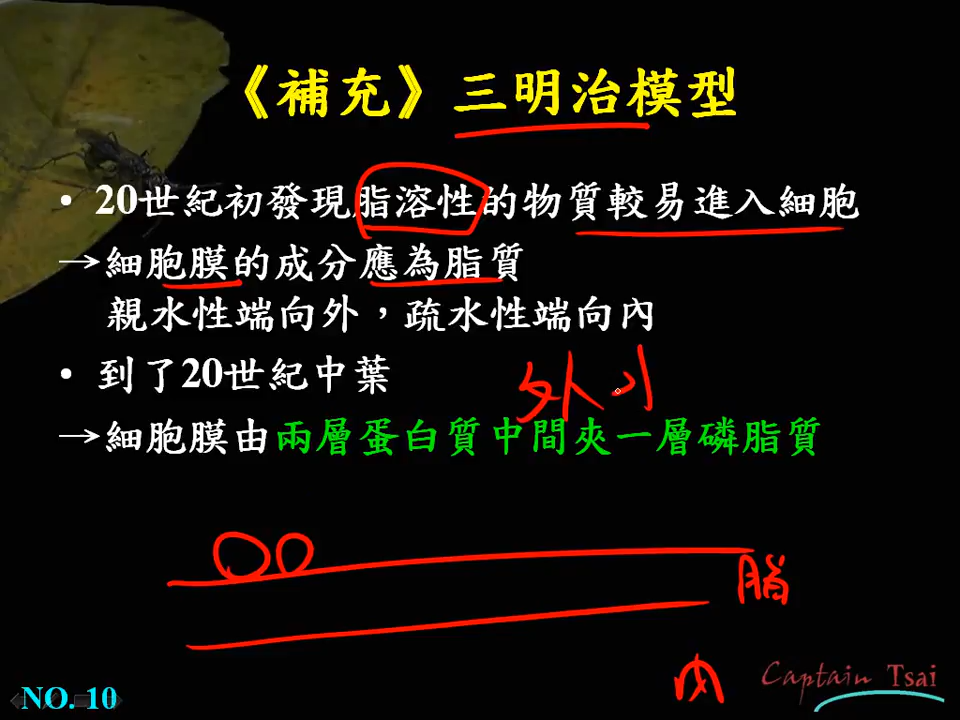 《補充》三明治模型
• 20世紀初發現脂溶性的物質較易進入細胞
→細胞膜的成分應為脂質
親水性端向外，疏水性端向內
• 到了20世紀中葉
外
→細胞膜由兩層蛋白質中間夾一層磷脂質
脂
內
Captain Tsai
NO. 10